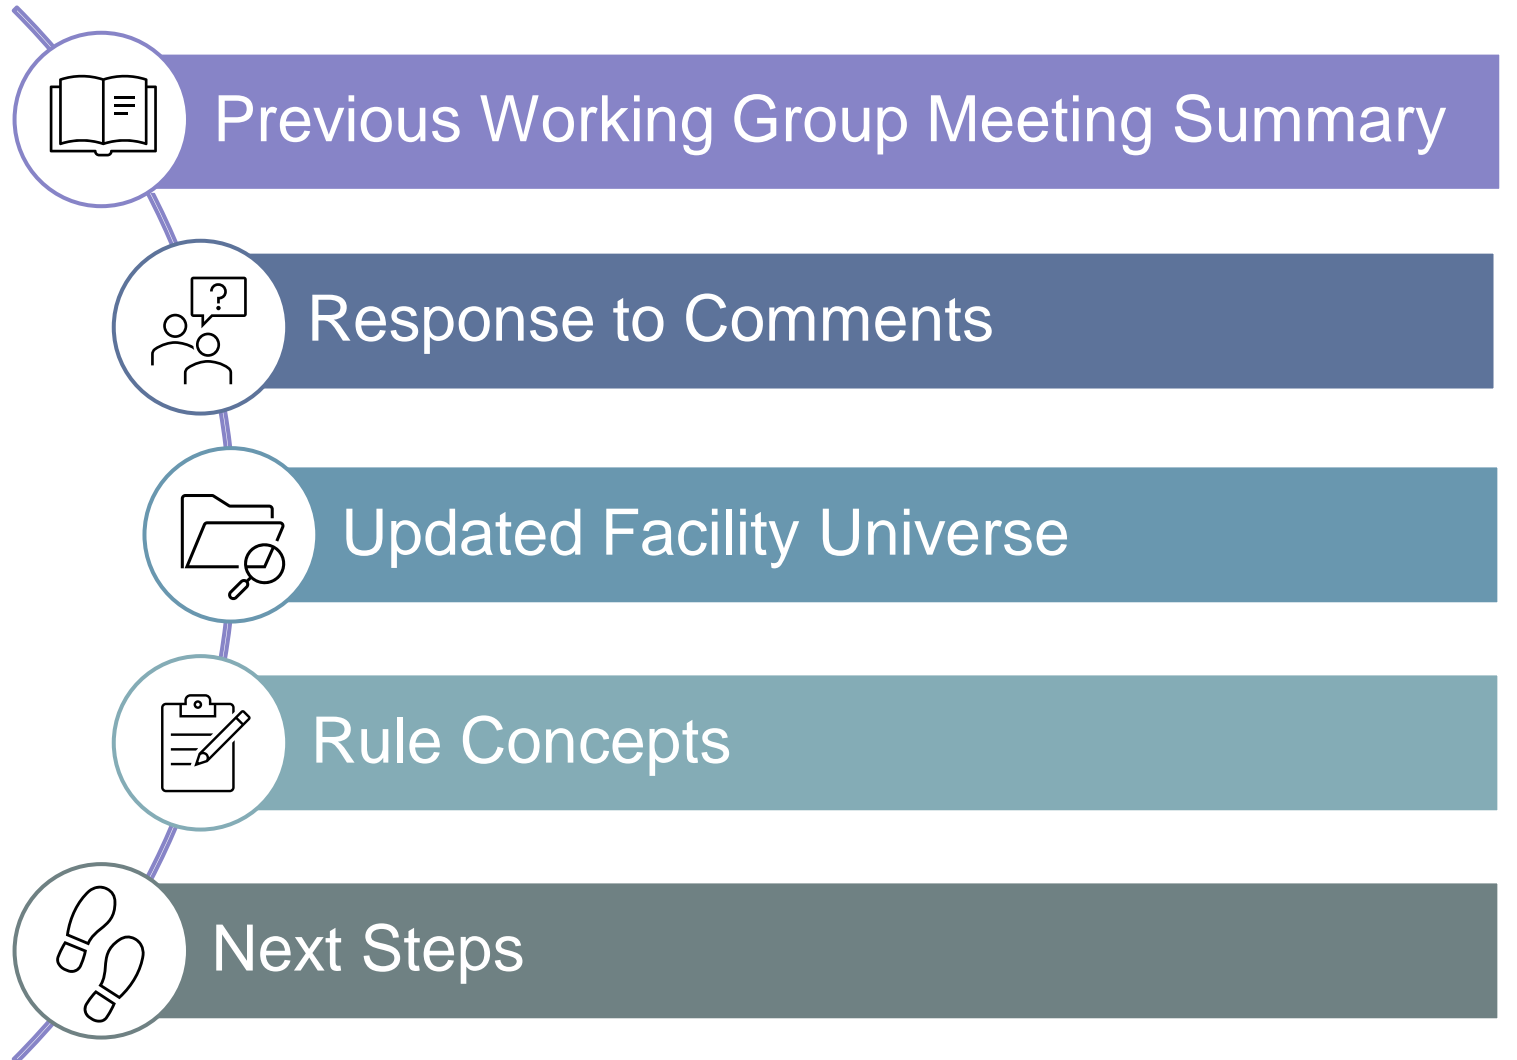 Previous Working Group Meeting Summary
?
Response to Comments
Updated Facility Universe
Rule Concepts
Next Steps